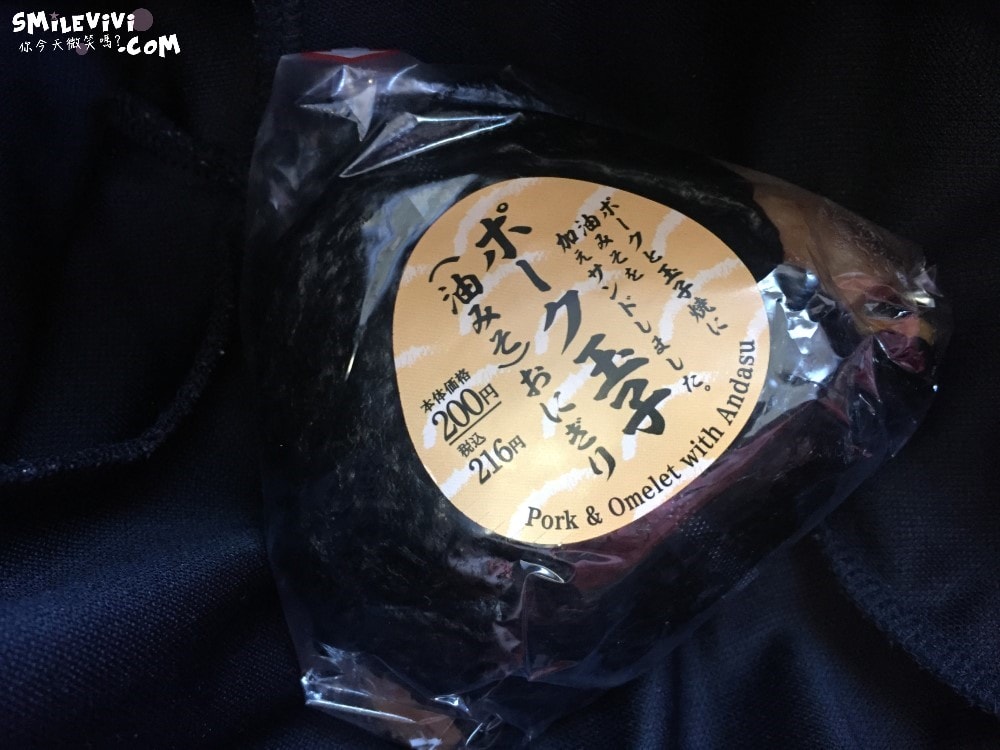 SMiLEViVi
你今天微笑嗎?
.COM
ポークと玉子焼に
油みそを
加えサンドしました。
ポーク玉子
おにぎり
(油みそ)
本体価格
200円
税込
216円
Pork & Omelet with Andasu